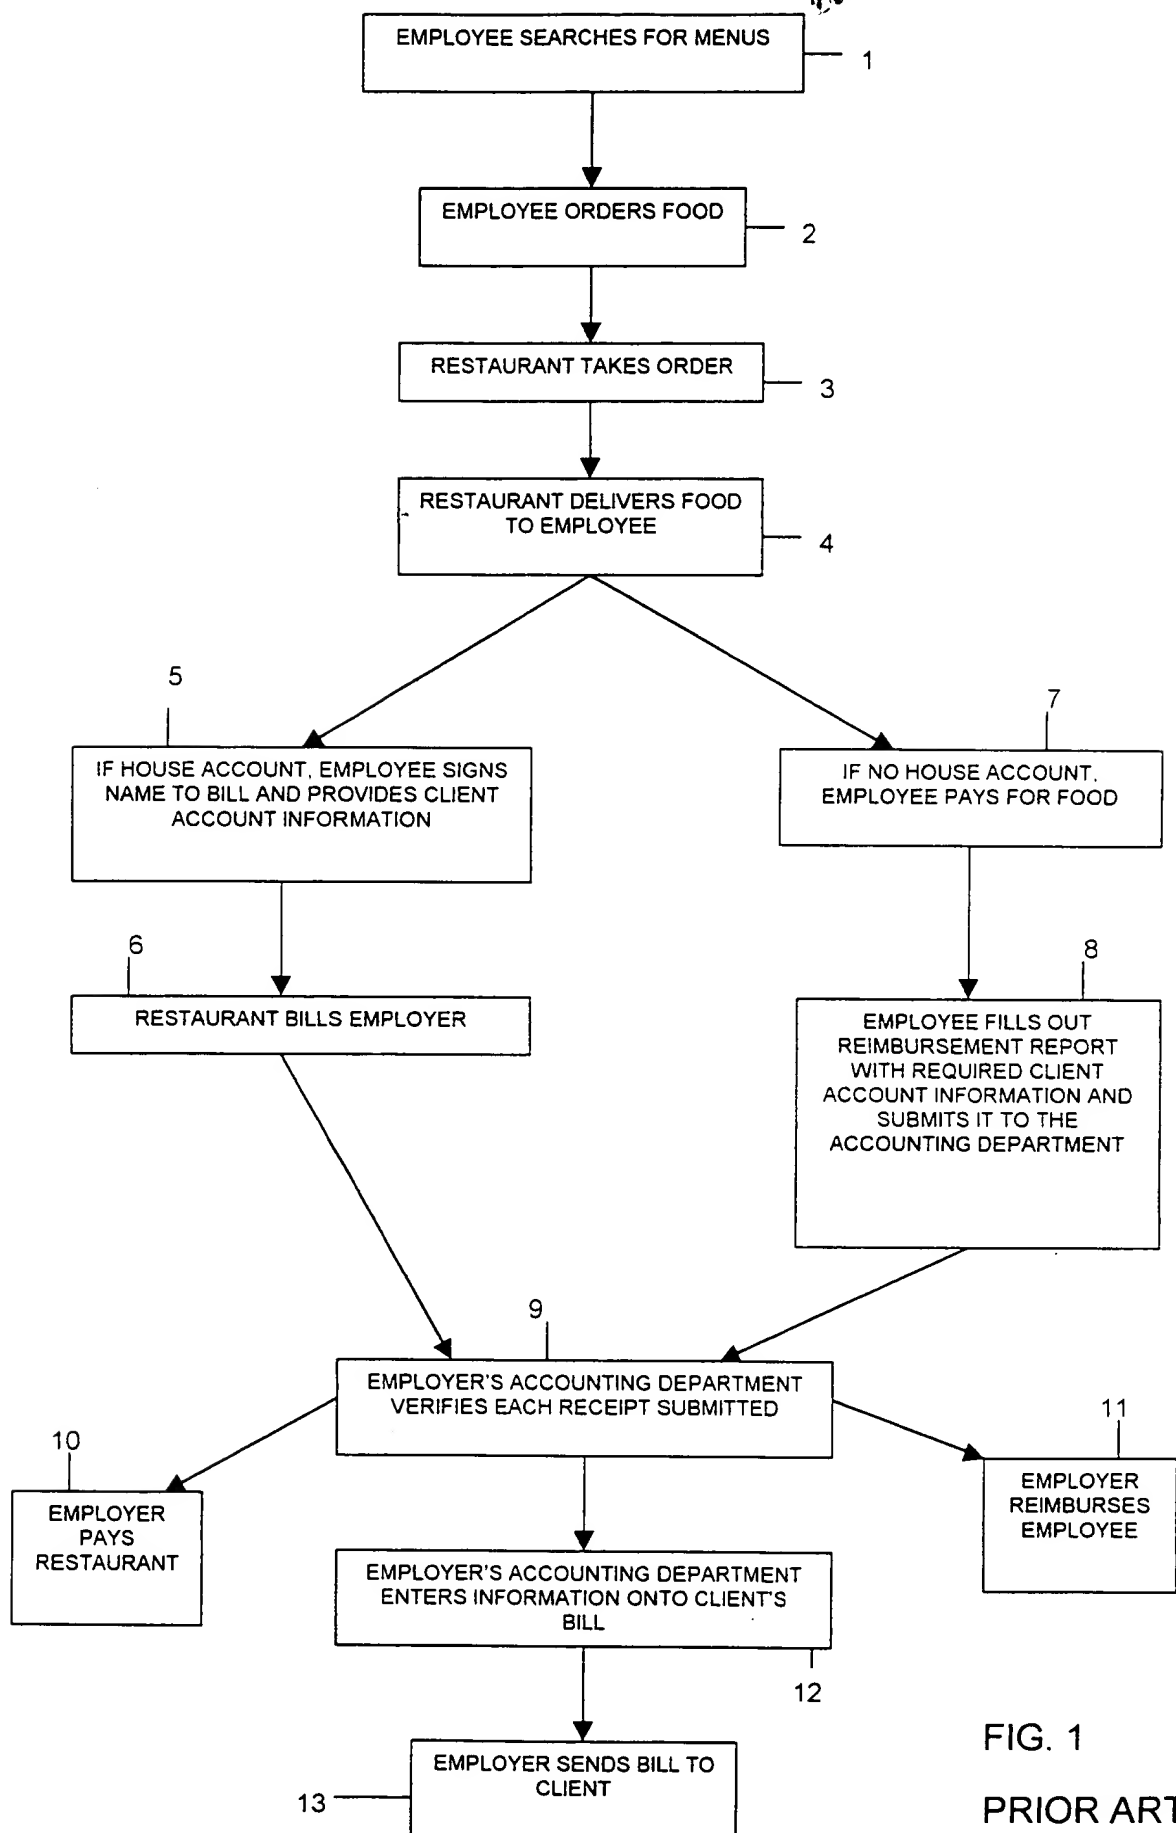 EMPLOYEE SEARCHES FOR MENUS
1
EMPLOYEE ORDERS FOOD
2
RESTAURANT TAKES ORDER
3
RESTAURANT DELIVERS FOOD
TO EMPLOYEE
4
5
IF HOUSE ACCOUNT, EMPLOYEE SIGNS
NAME TO BILL AND PROVIDES CLIENT
ACCOUNT INFORMATION
7
IF NO HOUSE ACCOUNT,
EMPLOYEE PAYS FOR FOOD
6
RESTAURANT BILLS EMPLOYER
8
EMPLOYEE FILLS OUT
REIMBURSEMENT REPORT
WITH REQUIRED CLIENT
ACCOUNT INFORMATION AND
SUBMITS IT TO THE
ACCOUNTING DEPARTMENT
9
EMPLOYER'S ACCOUNTING DEPARTMENT
VERIFIES EACH RECEIPT SUBMITTED
10
EMPLOYER
PAYS
RESTAURANT
11
EMPLOYER
REIMBURSES
EMPLOYEE
EMPLOYER'S ACCOUNTING DEPARTMENT
ENTERS INFORMATION ONTO CLIENT'S
BILL
12
EMPLOYER SENDS BILL TO
CLIENT
13
FIG. 1
PRIOR ART